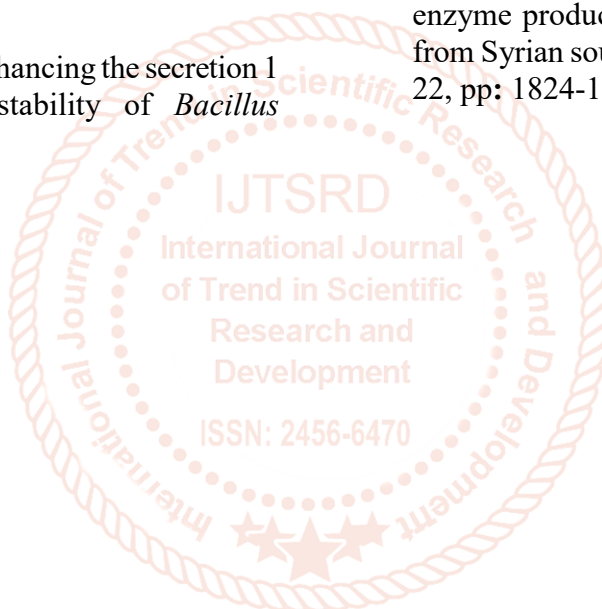 hancing the secretion 1
stability of Bacillus
enzyme produc
from Syrian sou
22, pp: 1824-1
International Journal of Trend in Scientific Research and Development
IJTSRD
International Journal
of Trend in Scientific
Research and
Development
ISSN: 2456-6470